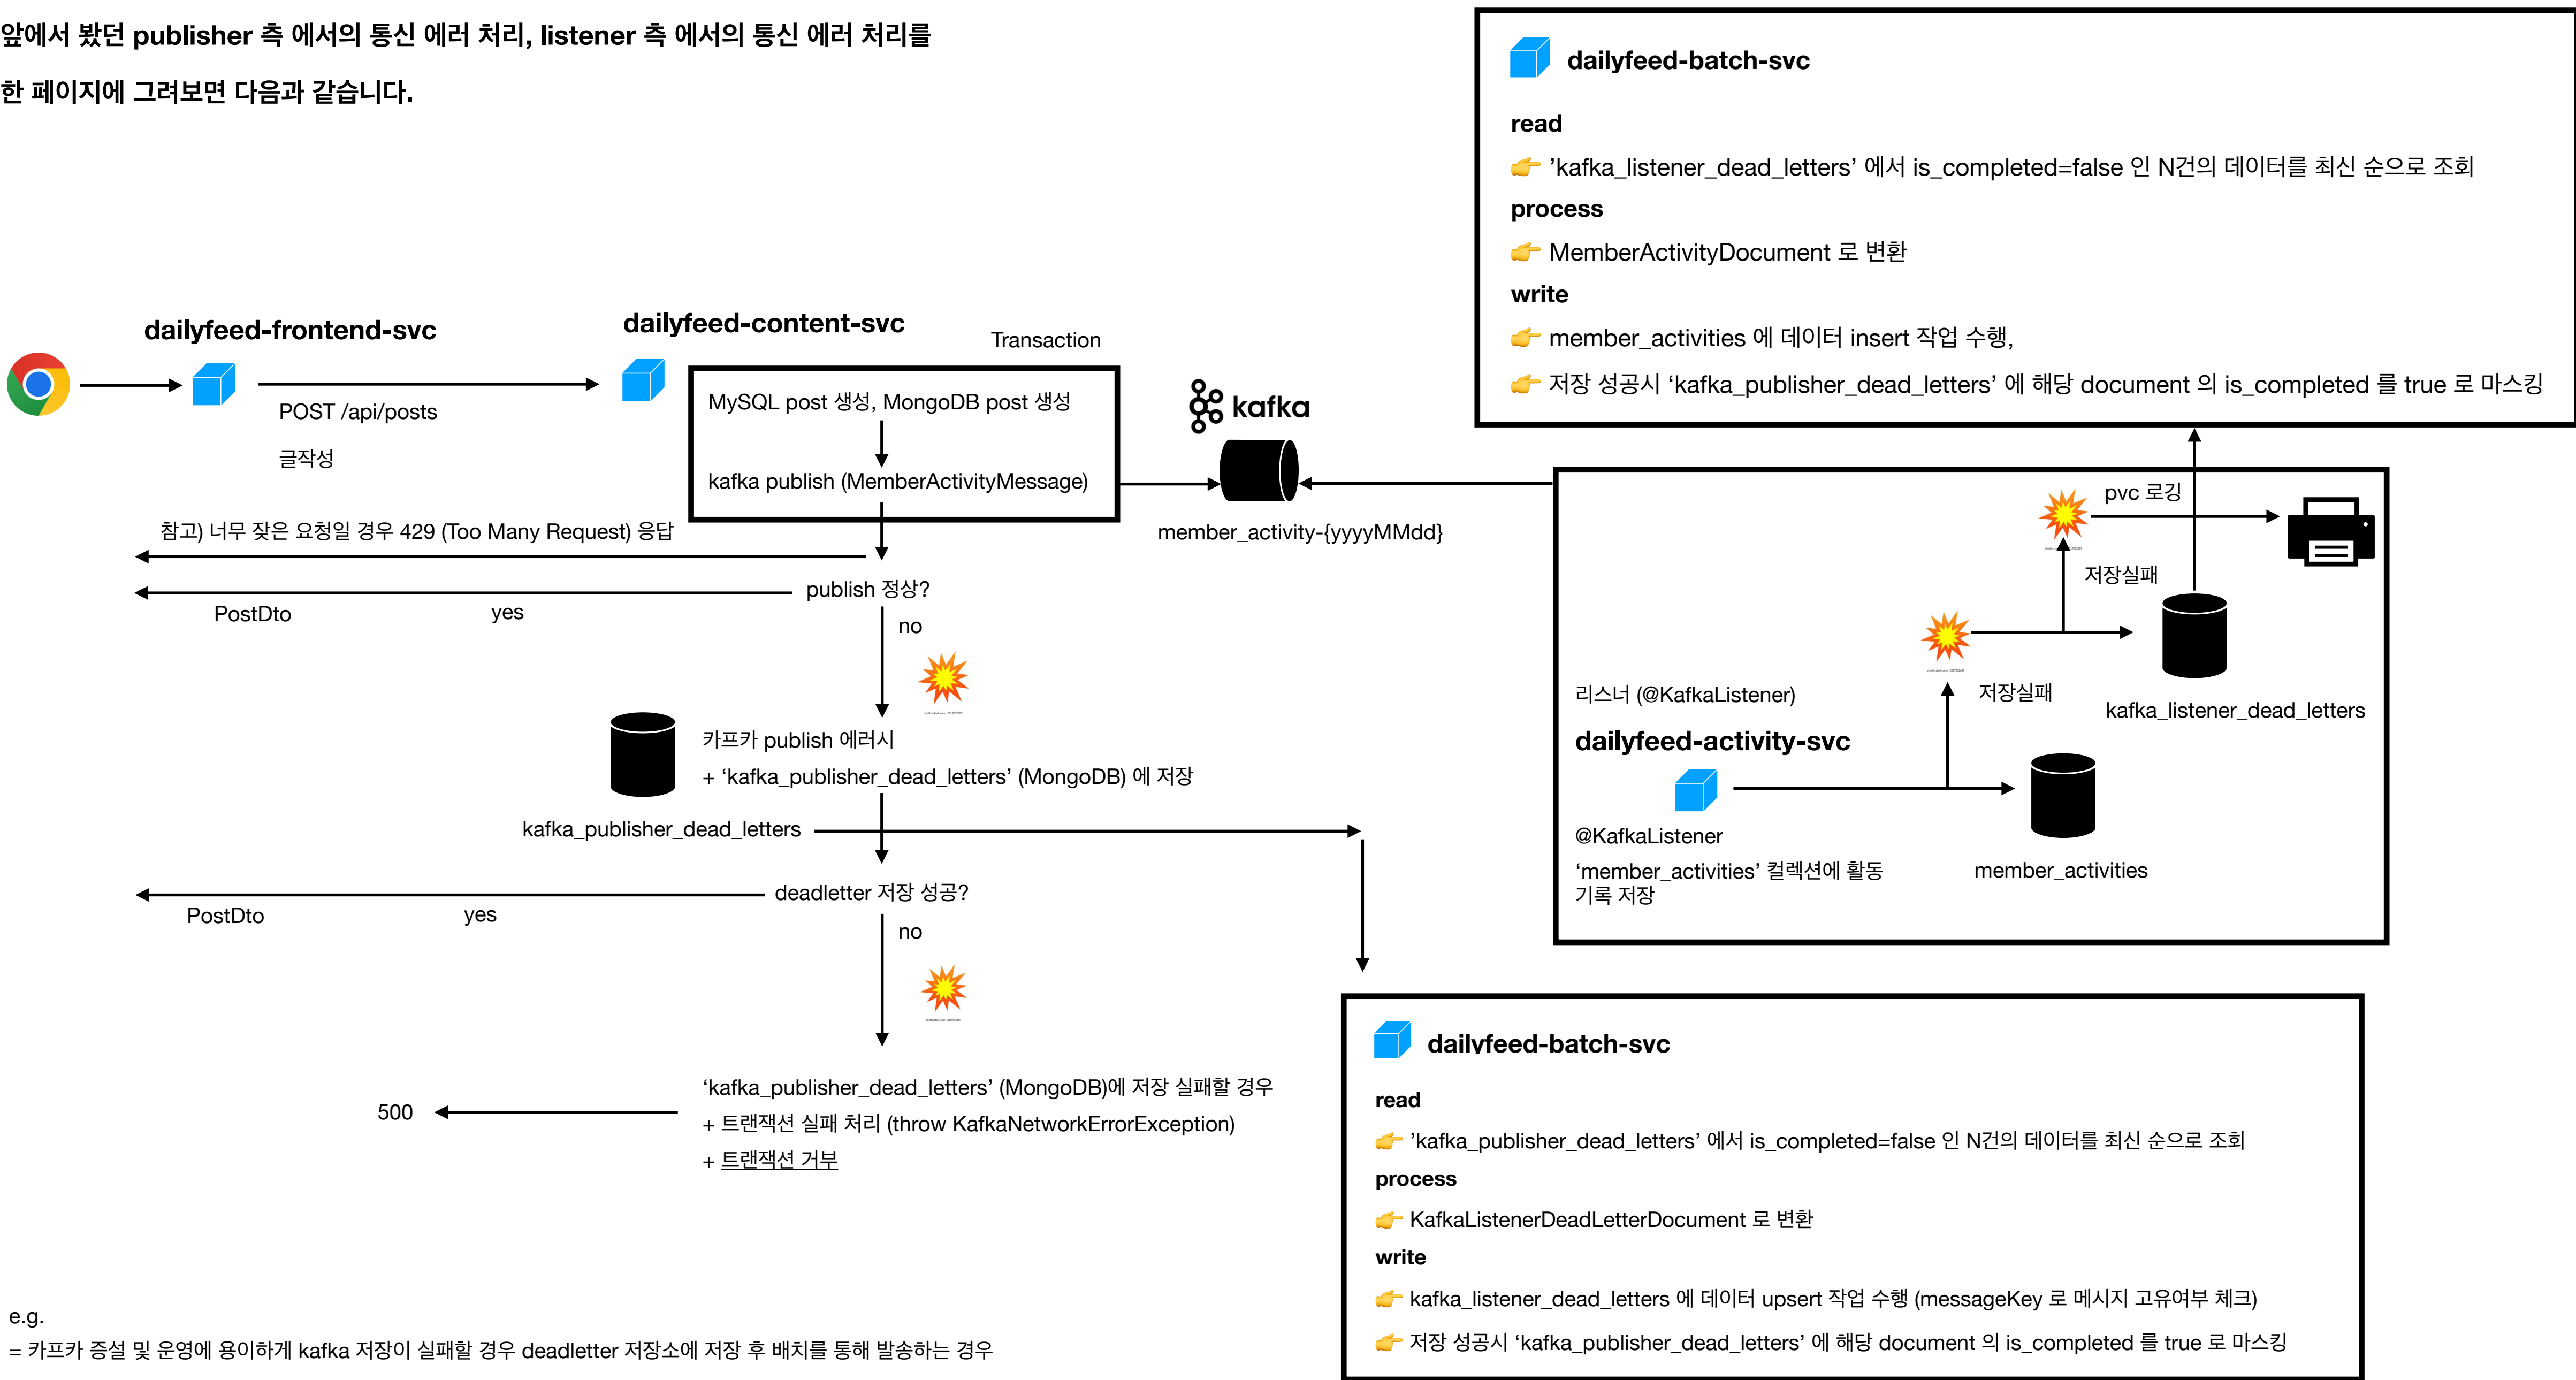 앞에서 봤던 publisher 측 에서의 통신 에러 처리, listener 측 에서의 통신 에러 처리를
한 페이지에 그려보면 다음과 같습니다.
dailyfeed-batch-svc
read
👉 ’kafka_listener_dead_letters’ 에서 is_completed=false 인 N건의 데이터를 최신 순으로 조회
process
👉 MemberActivityDocument 로 변환
write
👉 member_activities 에 데이터 insert 작업 수행,
👉 저장 성공시 ‘kafka_publisher_dead_letters’ 에 해당 document 의 is_completed 를 true 로 마스킹
dailyfeed-frontend-svc
POST /api/posts
글작성
dailyfeed-content-svc
Transaction
MySQL post 생성, MongoDB post 생성
kafka publish (MemberActivityMessage)
kafka
member_activity-{yyyyMMdd}
참고) 너무 잦은 요청일 경우 429 (Too Many Request) 응답
publish 정상?
PostDto
yes
no
카프카 publish 에러시
+ ‘kafka_publisher_dead_letters’ (MongoDB) 에 저장
kafka_publisher_dead_letters
deadletter 저장 성공?
PostDto
yes
no
‘kafka_publisher_dead_letters’ (MongoDB)에 저장 실패할 경우
+ 트랜잭션 실패 처리 (throw KafkaNetworkErrorException)
+ 트랜잭션 거부
500
pvc 로깅
저장실패
저장실패
kafka_listener_dead_letters
리스너 (@KafkaListener)
dailyfeed-activity-svc
@KafkaListener
‘member_activities’ 컬렉션에 활동
기록 저장
member_activities
dailyfeed-batch-svc
read
👉 ’kafka_publisher_dead_letters’ 에서 is_completed=false 인 N건의 데이터를 최신 순으로 조회
process
👉 KafkaListenerDeadLetterDocument 로 변환
write
👉 kafka_listener_dead_letters 에 데이터 upsert 작업 수행 (messageKey 로 메시지 고유여부 체크)
👉 저장 성공시 ‘kafka_publisher_dead_letters’ 에 해당 document 의 is_completed 를 true 로 마스킹
e.g.
= 카프카 증설 및 운영에 용이하게 kafka 저장이 실패할 경우 deadletter 저장소에 저장 후 배치를 통해 발송하는 경우